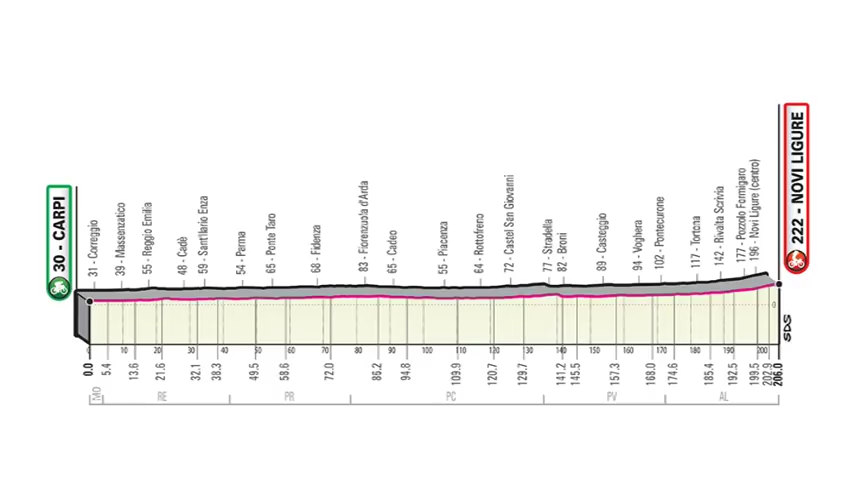 30 - CARPI
31 - Correggio
39 - Massenzatico
55 - Reggio Emilia
48 - Cadè
59 - Sant'Ilario Enza
54 - Parma
65 - Ponte Taro
68 - Fidenza
83 - Fiorenzuola d'Arda
65 - Cadeo
55 - Piacenza
64 - Rottofreno
72 - Castel San Giovanni
77 - Stradella
82 - Broni
89 - Casteggio
94 - Voghera
102 - Pontecurone
117 - Tortona
142 - Rivalta Scrivia
177 - Pozzolo Formigaro
196 - Novi Ligure (centro)
222 - NOVI LIGURE
0
SDS
0 10 20 30 40 50 60 70 80 90 100 110 120 130 140 150 160 170 180 190 200
0.0 5.4 13.6 21.6 32.1 38.3 49.5 58.6 72.0 86.2 94.8 109.9 120.7 129.7 141.2 145.5 157.3 168.0 174.6 185.4 192.5 199.5 202.9 206.0
MO RE PR PC PV AL